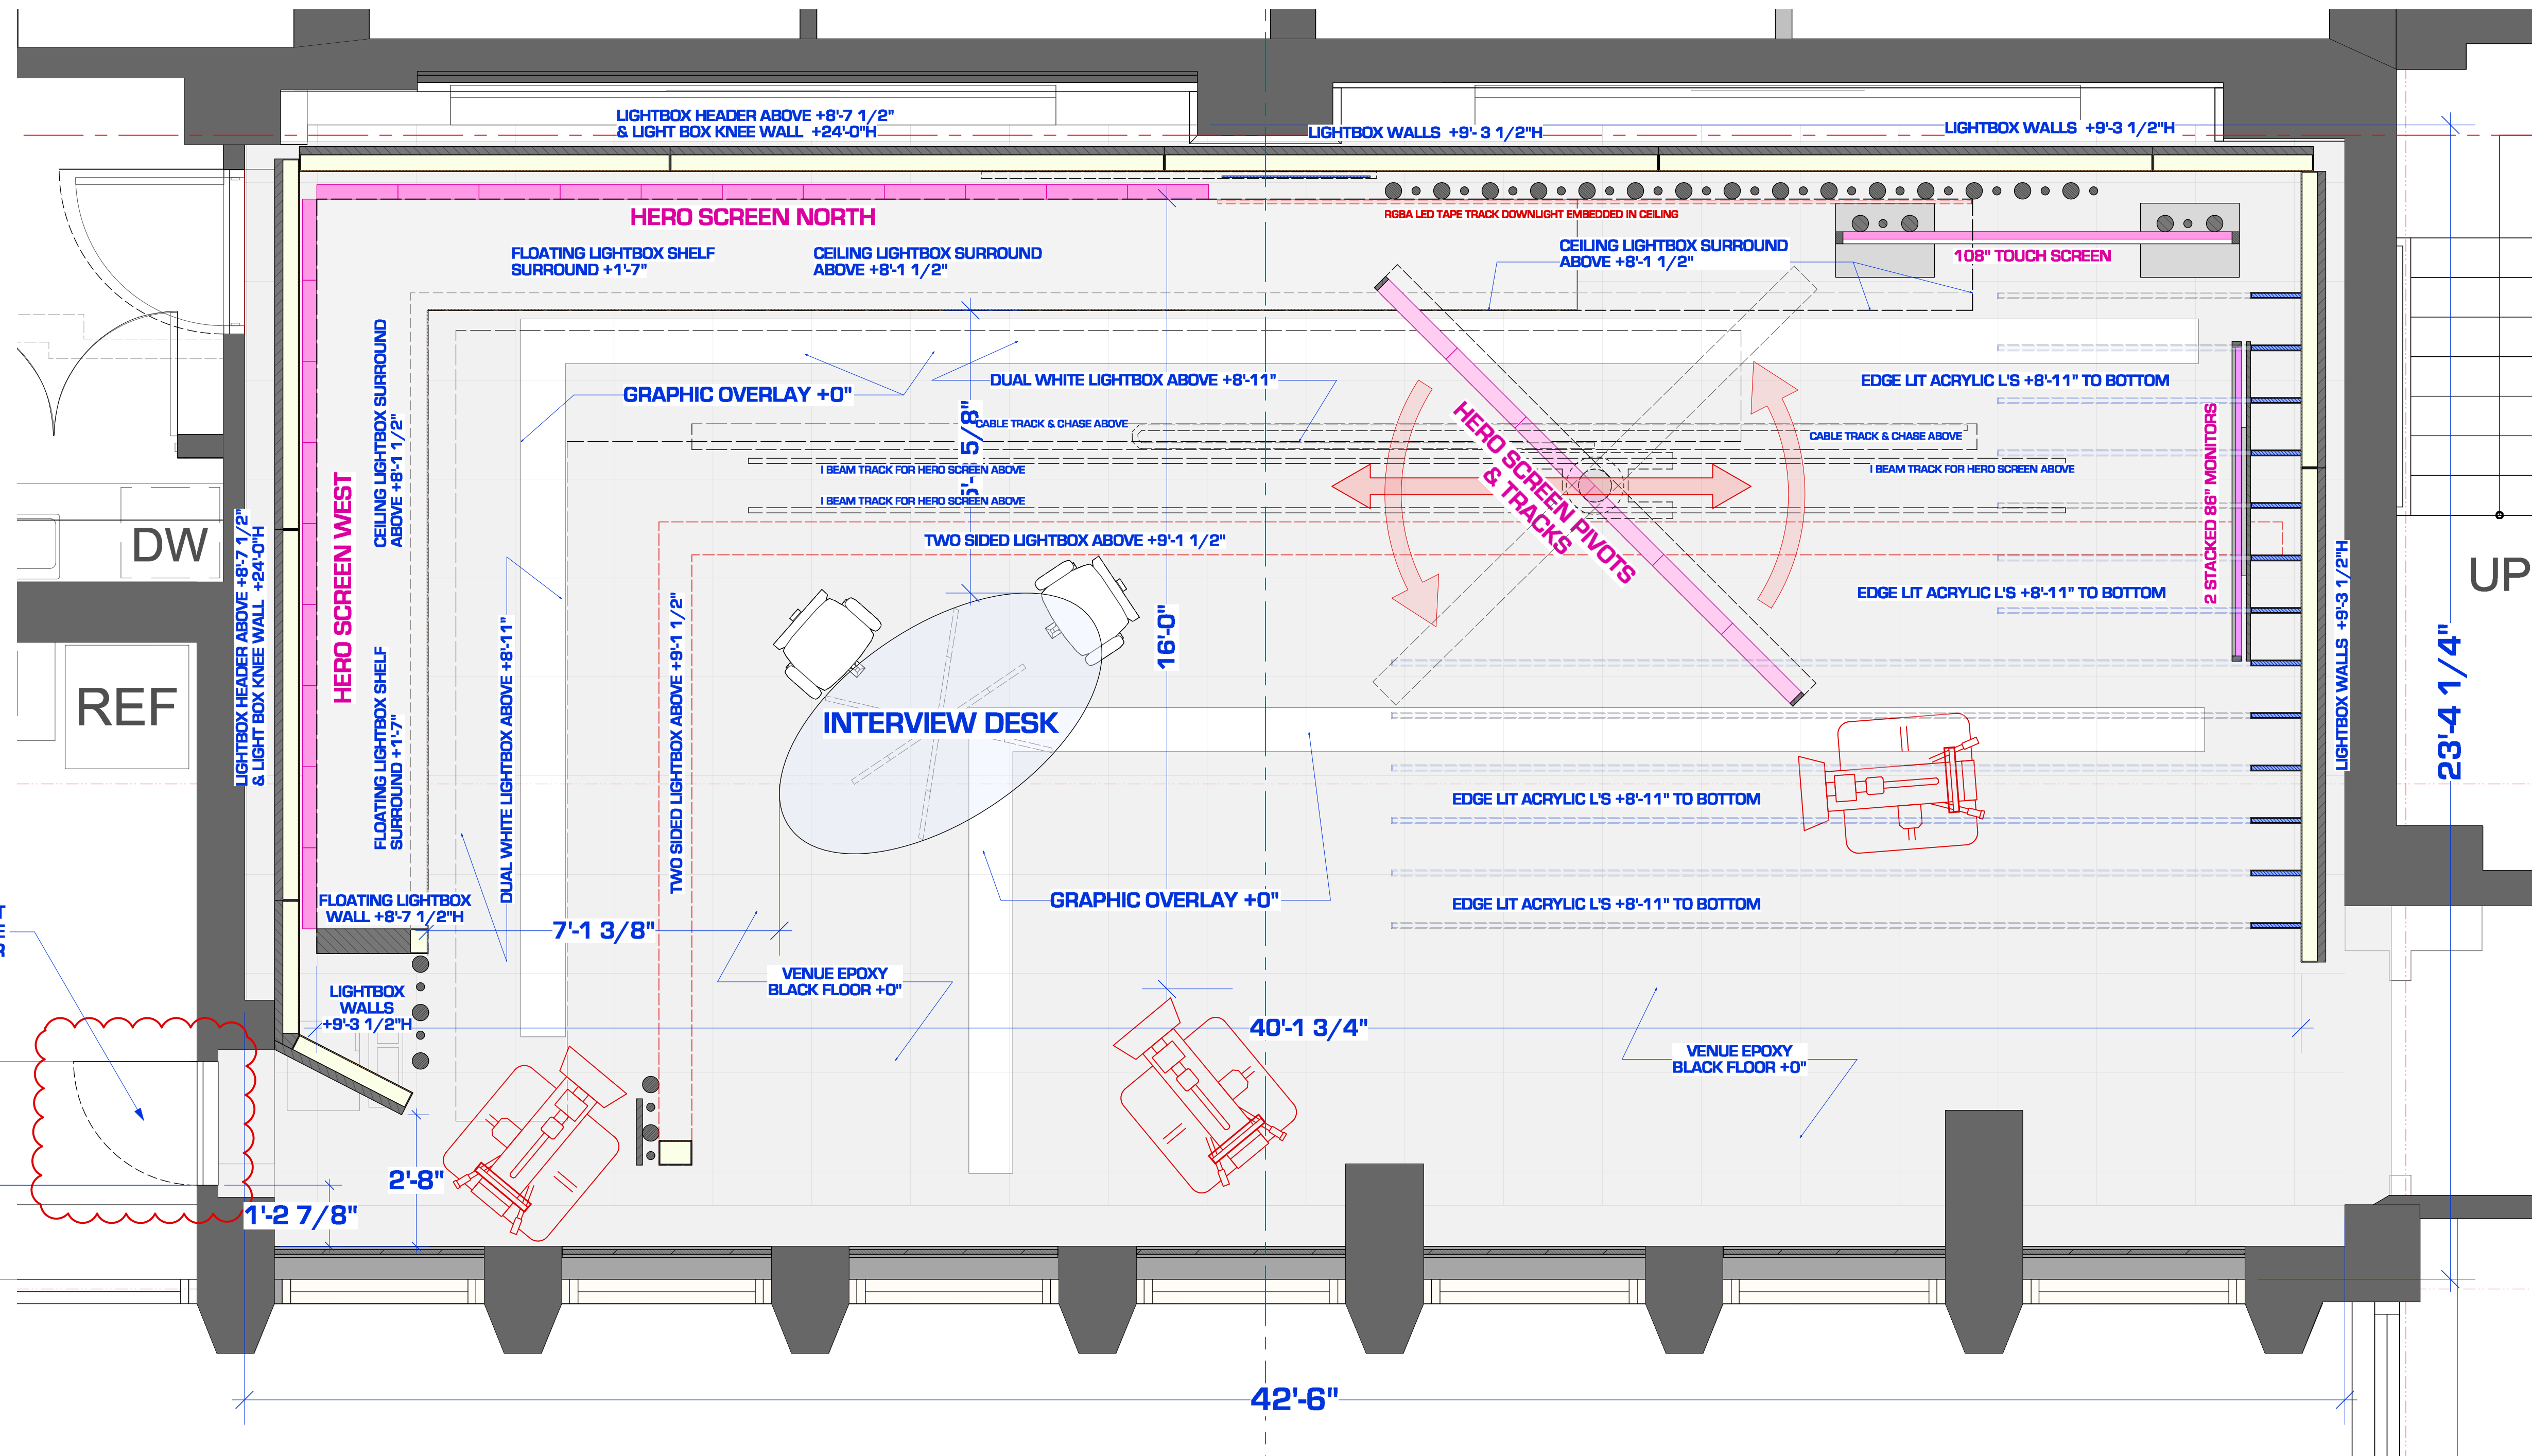 LIGHTBOX HEADER ABOVE +8'-7 1/2"
& LIGHT BOX KNEE WALL +24'-0"H
LIGHTBOX WALLS +9'- 3 1/2"H
LIGHTBOX WALLS +9'-3 1/2"H
HERO SCREEN NORTH
RGBA LED TAPE TRACK DOWNLIGHT EMBEDDED IN CEILING
FLOATING LIGHTBOX SHELF
SURROUND +1'-7"
CEILING LIGHTBOX SURROUND
ABOVE +8'-1 1/2"
CEILING LIGHTBOX SURROUND
ABOVE +8'-1 1/2"
108" TOUCH SCREEN
CEILING LIGHTBOX SURROUND
ABOVE +8'-1 1/2"
GRAPHIC OVERLAY +0"
DUAL WHITE LIGHTBOX ABOVE +8'-11"
EDGE LIT ACRYLIC L'S +8'-11" TO BOTTOM
5/8"
CABLE TRACK & CHASE ABOVE
CABLE TRACK & CHASE ABOVE
I BEAM TRACK FOR HERO SCREEN ABOVE
I BEAM TRACK FOR HERO SCREEN ABOVE
I BEAM TRACK FOR HERO SCREEN ABOVE
HERO SCREEN PIVOTS
& TRACKS
2 STACKED 86" MONITORS
DW
HERO SCREEN WEST
LIGHTBOX HEADER ABOVE +8'-7 1/2"
& LIGHT BOX KNEE WALL +24'-0"H
TWO SIDED LIGHTBOX ABOVE +9'-1 1/2"
UP
EDGE LIT ACRYLIC L'S +8'-11" TO BOTTOM
LIGHTBOX WALLS +9'-3 1/2"H
16'-0"
23'-4 1/4"
REF
FLOATING LIGHTBOX SHELF
SURROUND +1'-7"
DUAL WHITE LIGHTBOX ABOVE +8'-11"
TWO SIDED LIGHTBOX ABOVE +9'-1 1/2"
INTERVIEW DESK
EDGE LIT ACRYLIC L'S +8'-11" TO BOTTOM
FLOATING LIGHTBOX
WALL +8'-7 1/2"H
GRAPHIC OVERLAY +0"
EDGE LIT ACRYLIC L'S +8'-11" TO BOTTOM
7'-1 3/8"
VENUE EPOXY
BLACK FLOOR +0"
LIGHTBOX
WALLS
+9'-3 1/2"H
40'-1 3/4"
VENUE EPOXY
BLACK FLOOR +0"
2'-8"
1'-2 7/8"
42'-6"